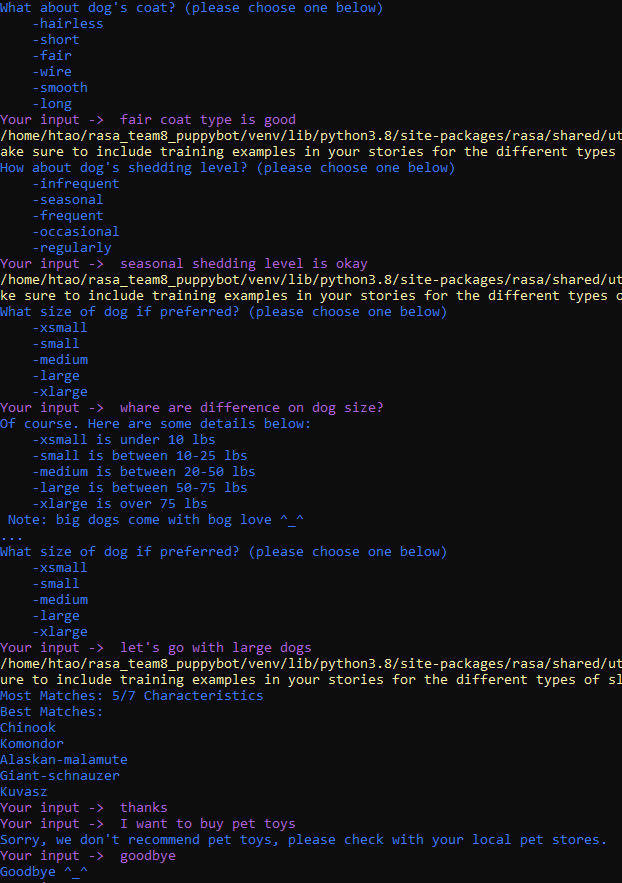 What about dog's coat? (please choose one below)
-hairless
-short
-fair
-wire
-smooth
-long
Your input -> fair coat type is good
/home/htao/rasa_team8_puppybot/venv/lib/python3.8/site-packages/rasa/shared/ut
ake sure to include training examples in your stories for the different types
How about dog's shedding level? (please choose one below)
-infrequent
-seasonal
-frequent
-occasional
-regularly
Your input -> seasonal shedding level is okay
/home/htao/rasa_team8_puppybot/venv/lib/python3.8/site-packages/rasa/shared/ut
ke sure to include training examples in your stories for the different types o
What size of dog if preferred? (please choose one below)
-xsmall
-small
-medium
-large
-xlarge
Your input -> whare are difference on dog size?
Of course. Here are some details below:
-xsmall is under 10 lbs
-small is between 10-25 lbs
-medium is between 20-50 lbs
-large is between 50-75 lbs
-xlarge is over 75 lbs
Note: big dogs come with bog love ^_^
...
What size of dog if preferred? (please choose one below)
-xsmall
-small
-medium
-large
-xlarge
Your input -> let's go with large dogs
/home/htao/rasa_team8_puppybot/venv/lib/python3.8/site-packages/rasa/shared/ut
ure to include training examples in your stories for the different types of sl
Most Matches: 5/7 Characteristics
Best Matches:
Chinook
Komondor
Alaskan-malamute
Giant-schnauzer
Kuvasz
Your input -> thanks
Your input -> I want to buy pet toys
Sorry, we don't recommend pet toys, please check with your local pet stores.
Your input -> goodbye
Goodbye ^_^